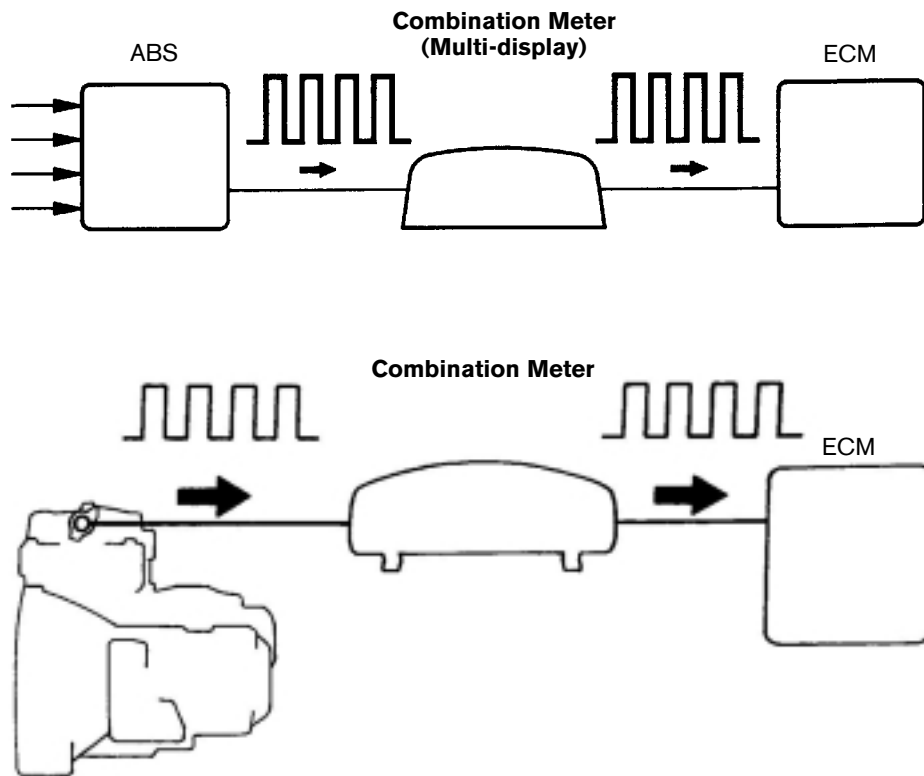 Combination Meter
(Multi-display)
ABS
ECM
Combination Meter
ECM